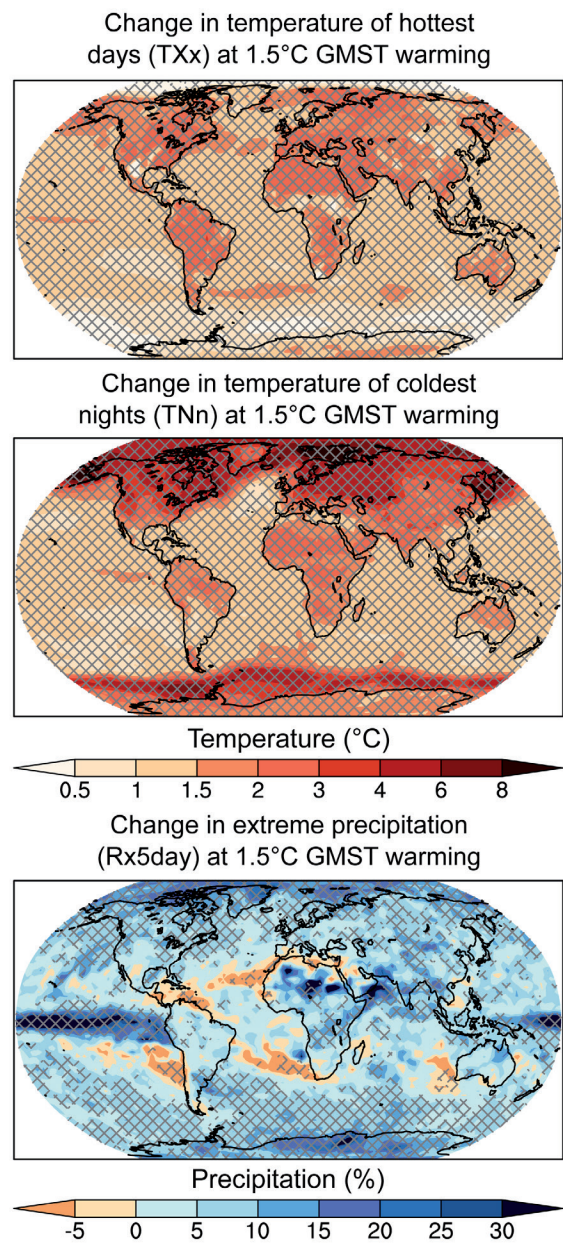 Change in temperature of hottest
days (TXx) at 1.5°C GMST warming
Change in temperature of coldest
nights (TNn) at 1.5°C GMST warming
Temperature (°C)
0.5 1 1.5 2 3 4 6 8
Change in extreme precipitation
(Rx5day) at 1.5°C GMST warming
Precipitation (%)
-5 0 5 10 15 20 25 30